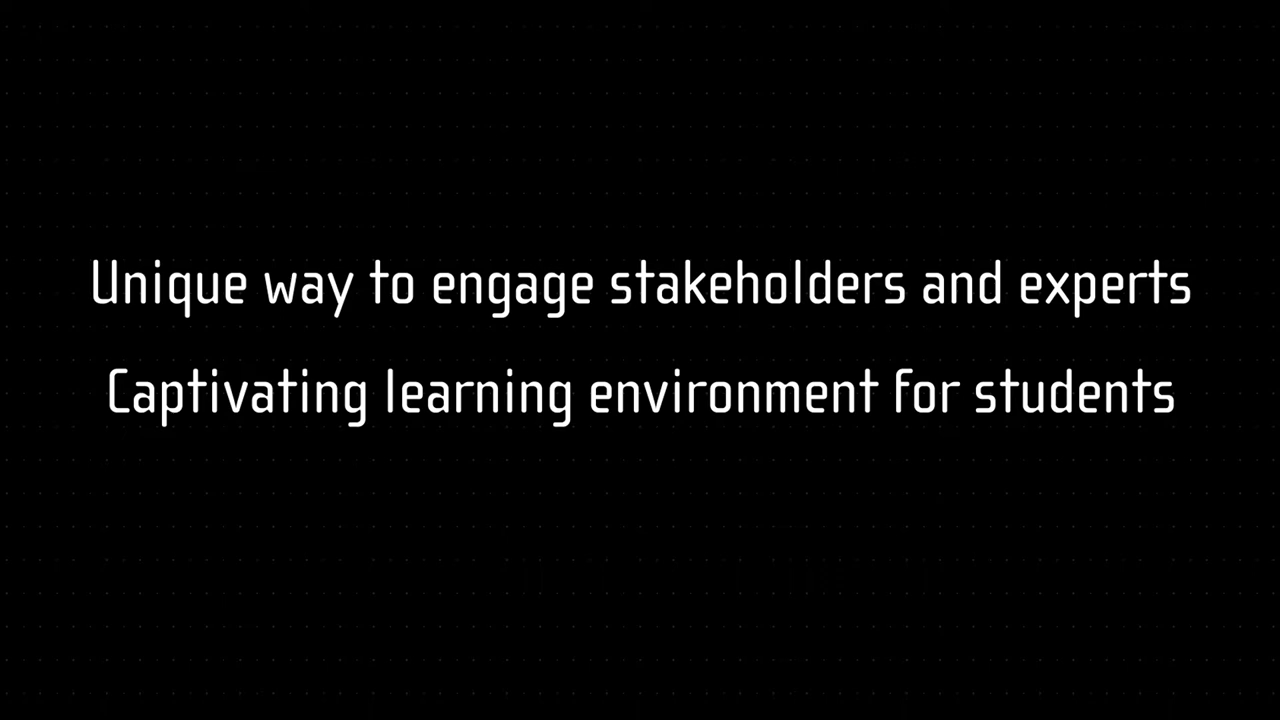 Unique way to engage stakeholders and experts
Captivating learning environment for students